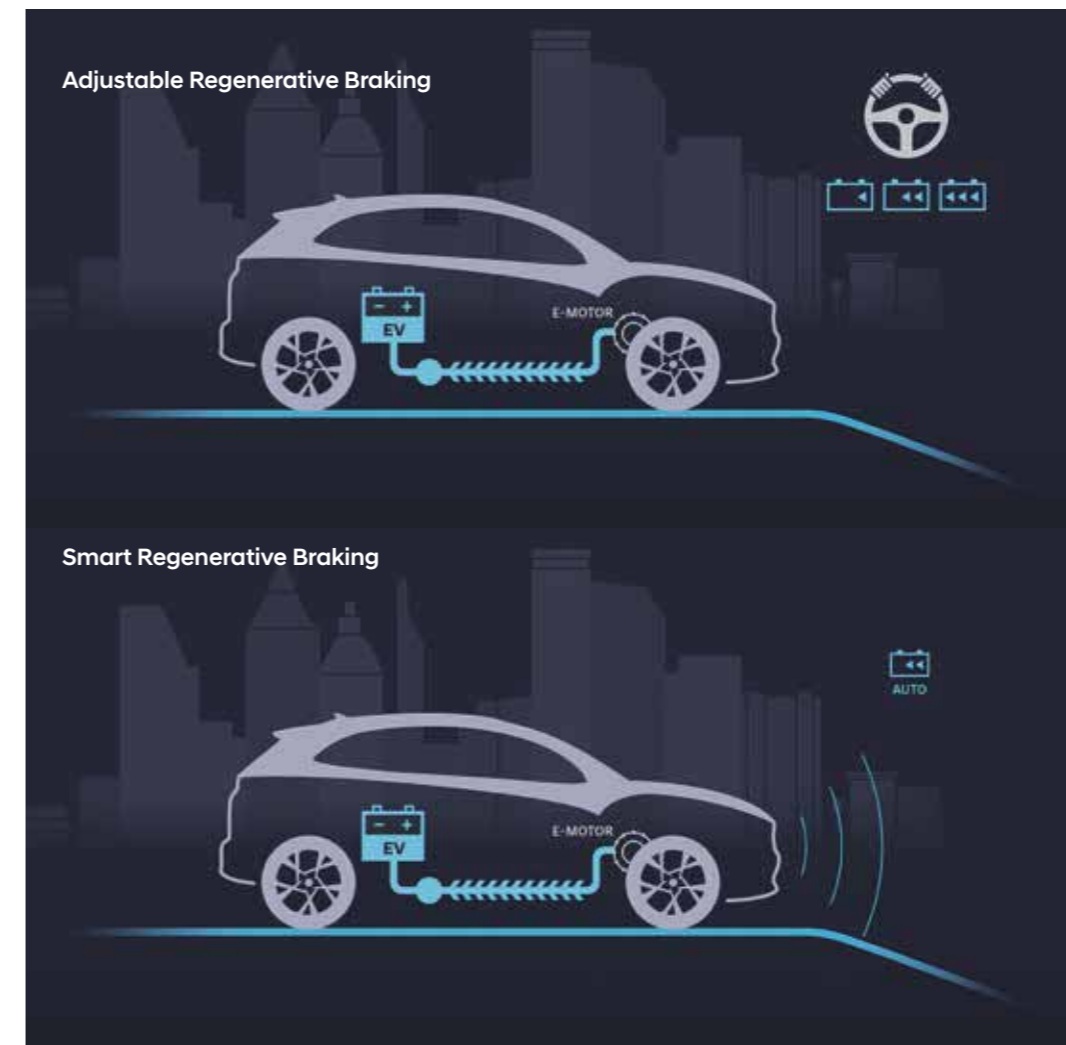 Adjustable Regenerative Braking
E-MOTOR
- +
EV
Smart Regenerative Braking
AUTO
E-MOTOR
- +
EV